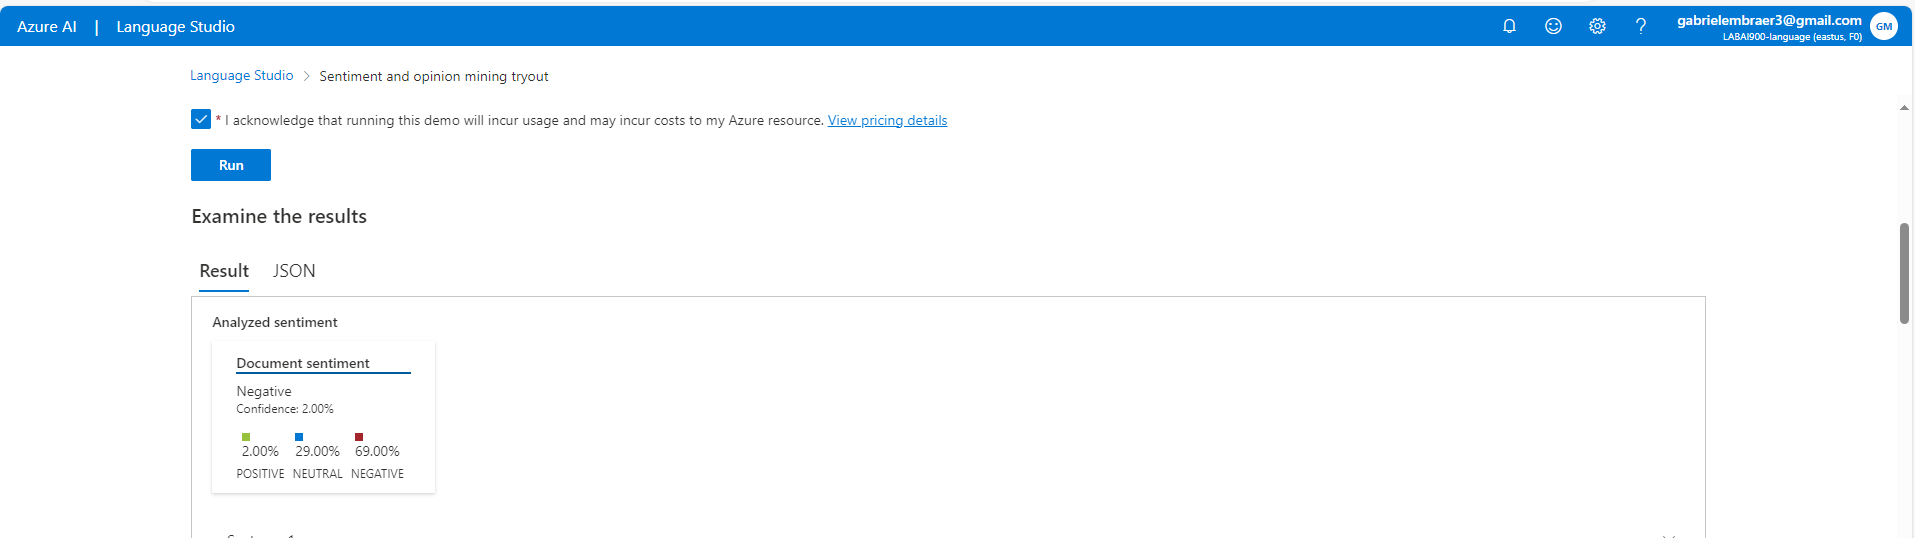 Azure AI | Language Studio
gabrielembraer3@gmail.com
LABAI900-language (eastus, F0)
GM
Language Studio > Sentiment and opinion mining tryout
* I acknowledge that running this demo will incur usage and may incur costs to my Azure resource. View pricing details
Run
Examine the results
Result JSON
Analyzed sentiment
Document sentiment
Negative
Confidence: 2.00%
2.00% 29.00% 69.00%
POSITIVE NEUTRAL NEGATIVE